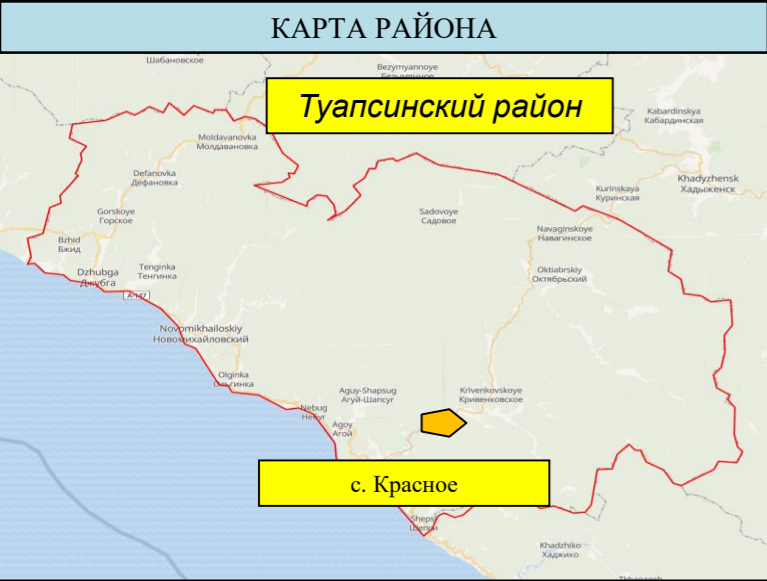 КАРТА РАЙОНА
Шабановское
Bezymyannoye
Безымянное
Туапсинский район
Kabardinskya
Кабардинская
Moldavanovka
Молдавановка
Defanovka
Дефановка
Khadyzhensk
Хадыженск
Kurinskaya
Куринская
Gorskoye
Горское
Sadovoye
Садовое
Navaginskoye
Навагинское
Bzhid
Бжид
Tenginka
Тенгинка
Dzhubga
Джубга
Oktiabrskiy
Октябрьский
A-147
Novomikhailoskiy
Новомихайловский
Olginka
Ольгинка
Aguy-Shapsug
Агуй-Шапсуг
Krivenkovskoye
Кривенковское
Nebug
Небуг
Agoy
Агой
с. Красное
Shepsi
Шепси
Khadzhiko
Хаджико